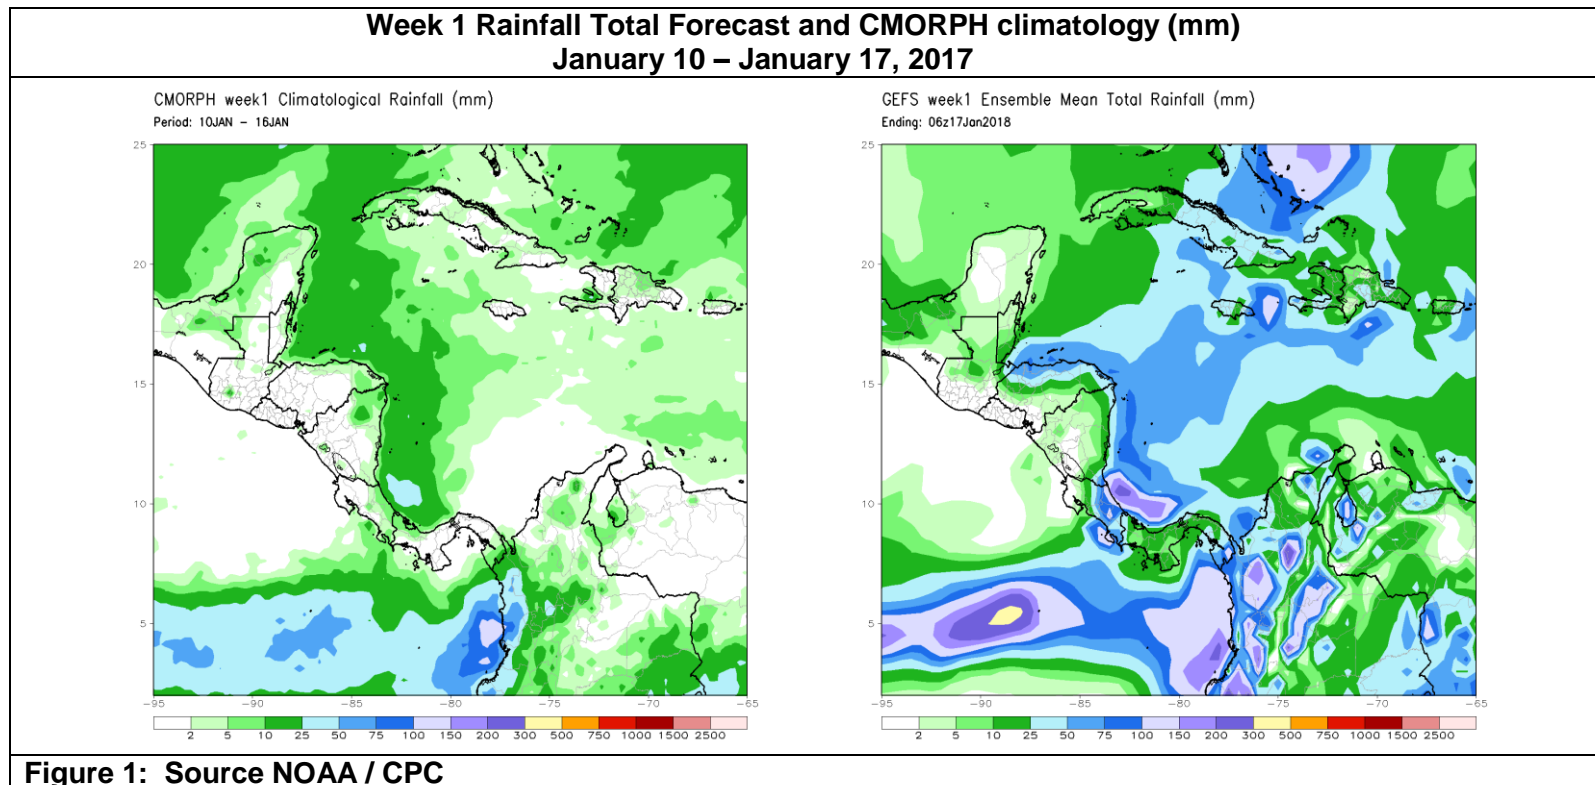 Week 1 Rainfall Total Forecast and CMORPH climatology (mm)
January 10 – January 17, 2017
CMORPH week1 Climatological Rainfall (mm)
Period: 10JAN – 16JAN
25
20
15
10
5
−95 −90 −85 −80 −75 −70 −65
2 5 10 25 50 75 100 150 200 300 500 750 1000 1500 2500
GEFS week1 Ensemble Mean Total Rainfall (mm)
Ending: 06z17Jan2018
25
20
15
10
5
−95 −90 −85 −80 −75 −70 −65
2 5 10 25 50 75 100 150 200 300 500 750 1000 1500 2500
Figure 1: Source NOAA / CPC